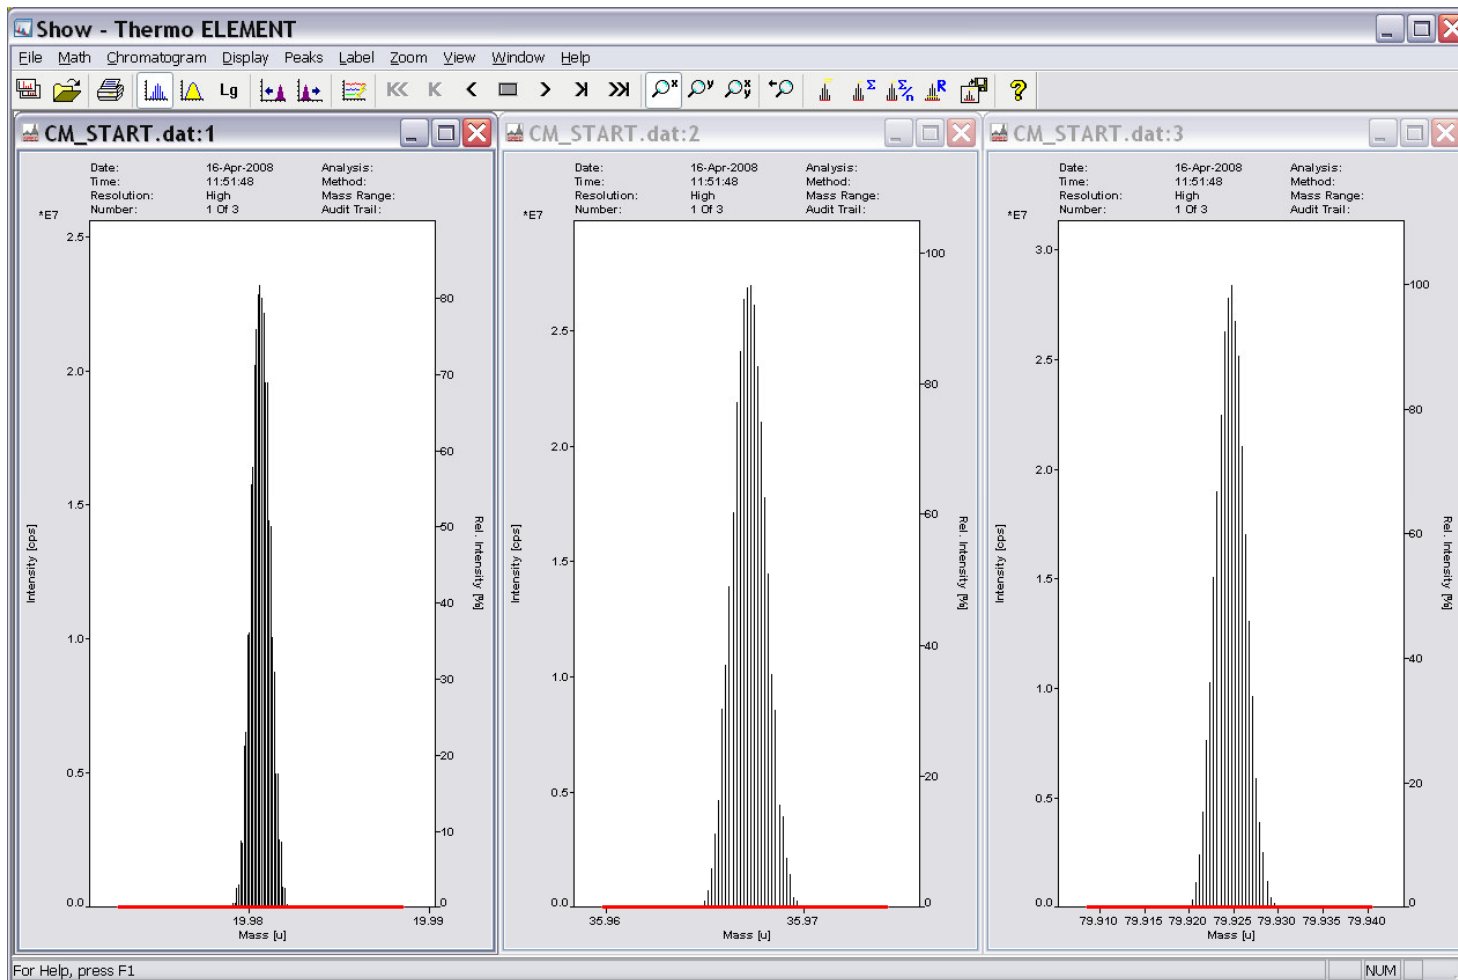 Show - Thermo ELEMENT
File Math Chromatogram Display Peaks Label Zoom View Window Help
Lg
CM_START.dat:1
Date: 16-Apr-2008 Analysis:
Time: 11:51:48 Method:
Resolution: High Mass Range:
Number: 1 Of 3 Audit Trail:
*E7
2.5
2.0
1.5
1.0
0.5
0.0
Intensity [cps]
80
70
60
50
40
30
20
10
0
Rel. Intensity [%]
19.98 19.99
Mass [u]
CM_START.dat:2
Date: 16-Apr-2008 Analysis:
Time: 11:51:48 Method:
Resolution: High Mass Range:
Number: 1 Of 3 Audit Trail:
*E7
2.5
2.0
1.5
1.0
0.5
0.0
Intensity [cps]
100
80
60
40
20
0
Rel. Intensity [%]
35.96 35.97
Mass [u]
CM_START.dat:3
Date: 16-Apr-2008 Analysis:
Time: 11:51:48 Method:
Resolution: High Mass Range:
Number: 1 Of 3 Audit Trail:
*E7
3.0
2.5
2.0
1.5
1.0
0.5
0.0
Intensity [cps]
100
80
60
40
20
0
Rel. Intensity [%]
79.910 79.915 79.920 79.925 79.930 79.935 79.940
Mass [u]
For Help, press F1
NUM